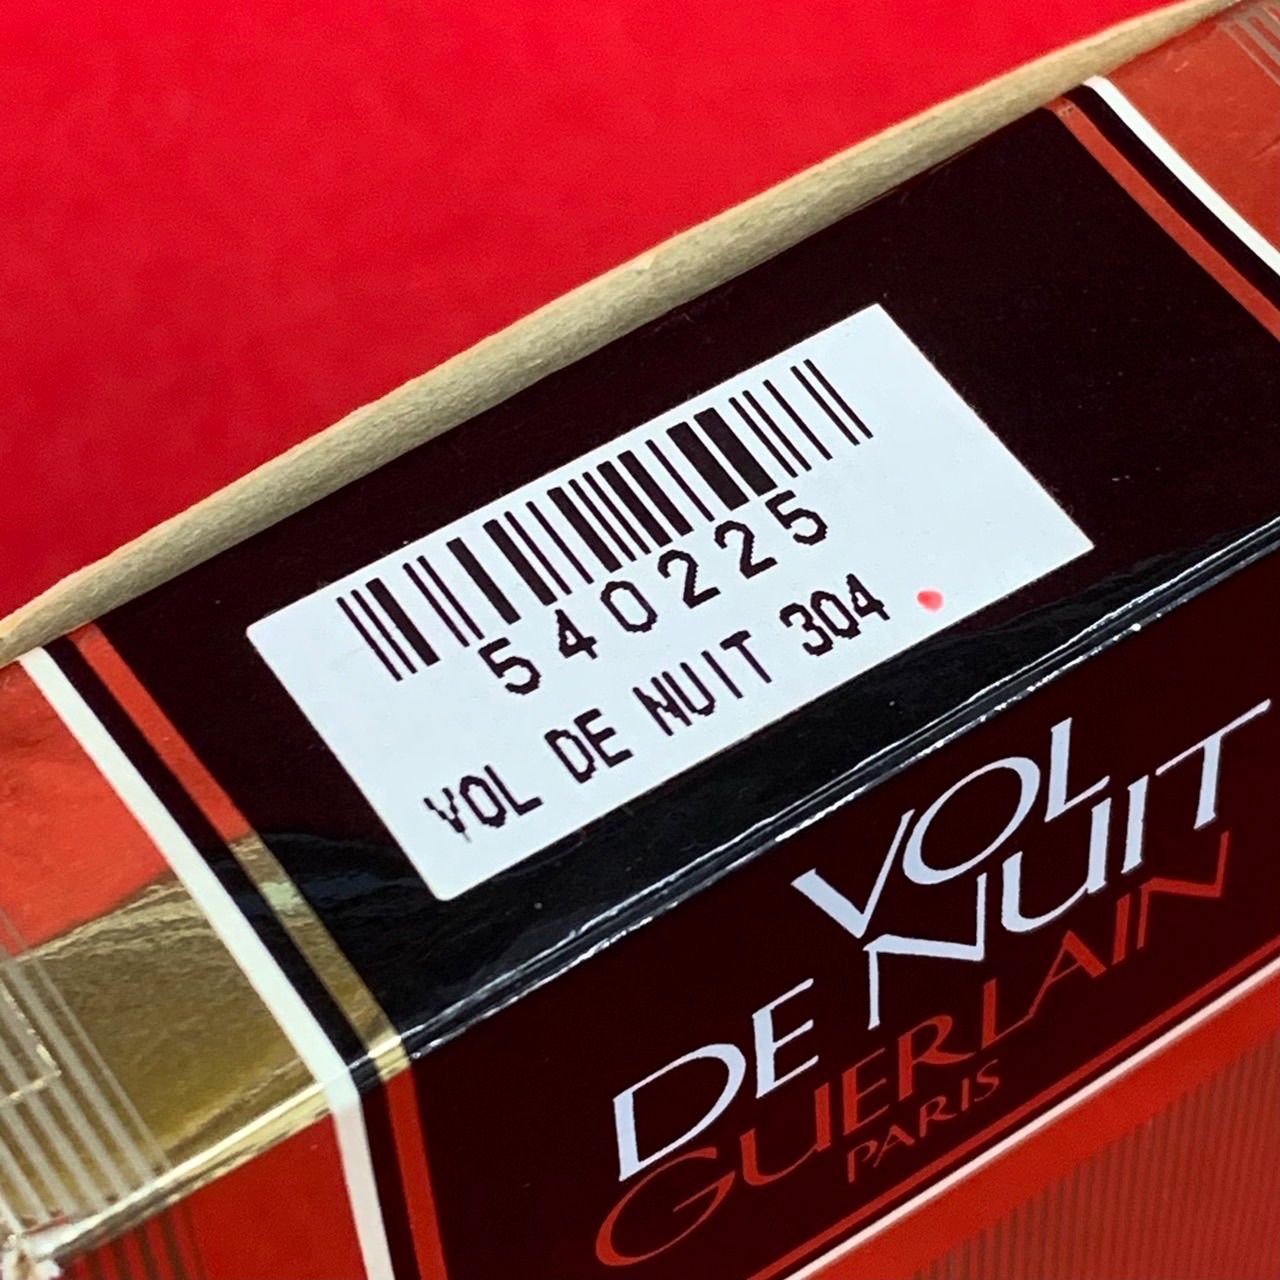 540225
VOL DE NUIT 304
VOL
DE NUIT
GUERLAIN
PARIS